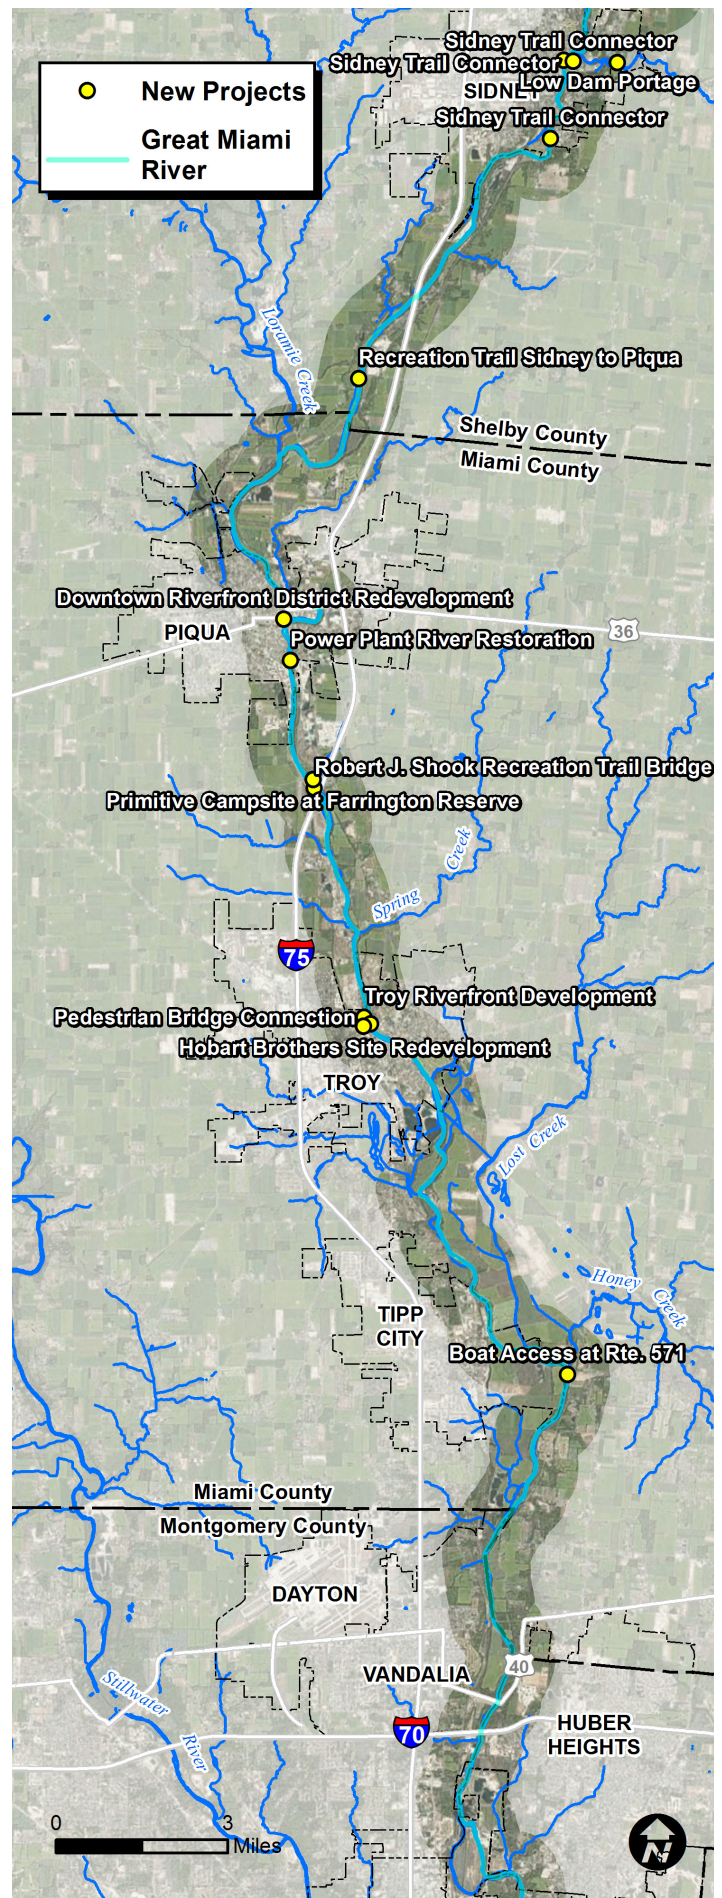 New Projects
Great Miami
River
Sidney Trail Connector
Sidney Trail Connector
Low Dam Portage
SIDNEY
Sidney Trail Connector
Loramie Creek
Recreation Trail Sidney to Piqua
Shelby County
Miami County
Downtown Riverfront District Redevelopment
PIQUA
36
Power Plant River Restoration
Robert J. Shook Recreation Trail Bridge
Primitive Campsite at Farrington Reserve
Spring Creek
75
Troy Riverfront Development
Pedestrian Bridge Connection
Hobart Brothers Site Redevelopment
TROY
Lost Creek
Honey Creek
TIPP
CITY
Boat Access at Rte. 571
Miami County
Montgomery County
DAYTON
40
VANDALIA
Stillwater River
70
HUBER
HEIGHTS
0 3
Miles
N